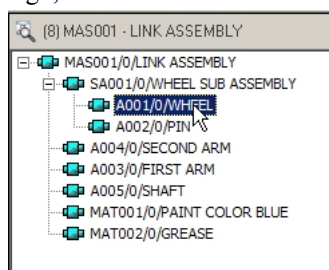 (8) MAS001 - LINK ASSEMBLY
MAS001/0/LINK ASSEMBLY
SA001/0/WHEEL SUB ASSEMBLY
A001/0/WHEEL
A002/0/PIN
A004/0/SECOND ARM
A003/0/FIRST ARM
A005/0/SHAFT
MAT001/0/PAINT COLOR BLUE
MAT002/0/GREASE